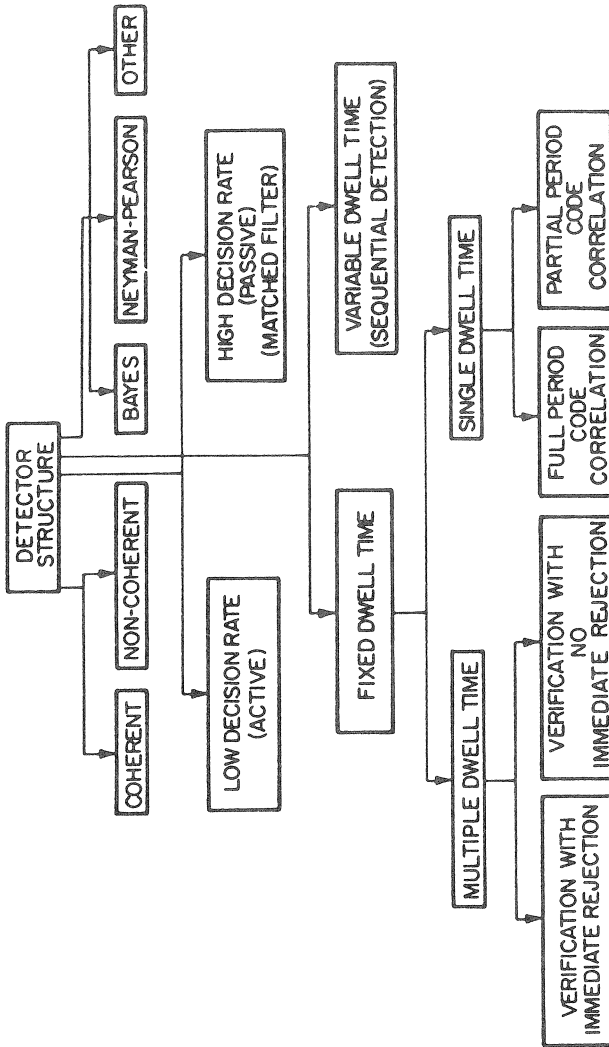 DETECTOR
STRUCTURE
COHERENT
NON-COHERENT
BAYES
NEYMAN-PEARSON
OTHER
LOW DECISION RATE
(ACTIVE)
HIGH DECISION RATE
(PASSIVE)
(MATCHED FILTER)
FIXED DWELL TIME
VARIABLE DWELL TIME
(SEQUENTIAL DETECTION)
MULTIPLE DWELL TIME
SINGLE DWELL TIME
VERIFICATION WITH
IMMEDIATE REJECTION
VERIFICATION WITH
NO
IMMEDIATE REJECTION
FULL PERIOD
CODE
CORRELATION
PARTIAL PERIOD
CODE
CORRELATION